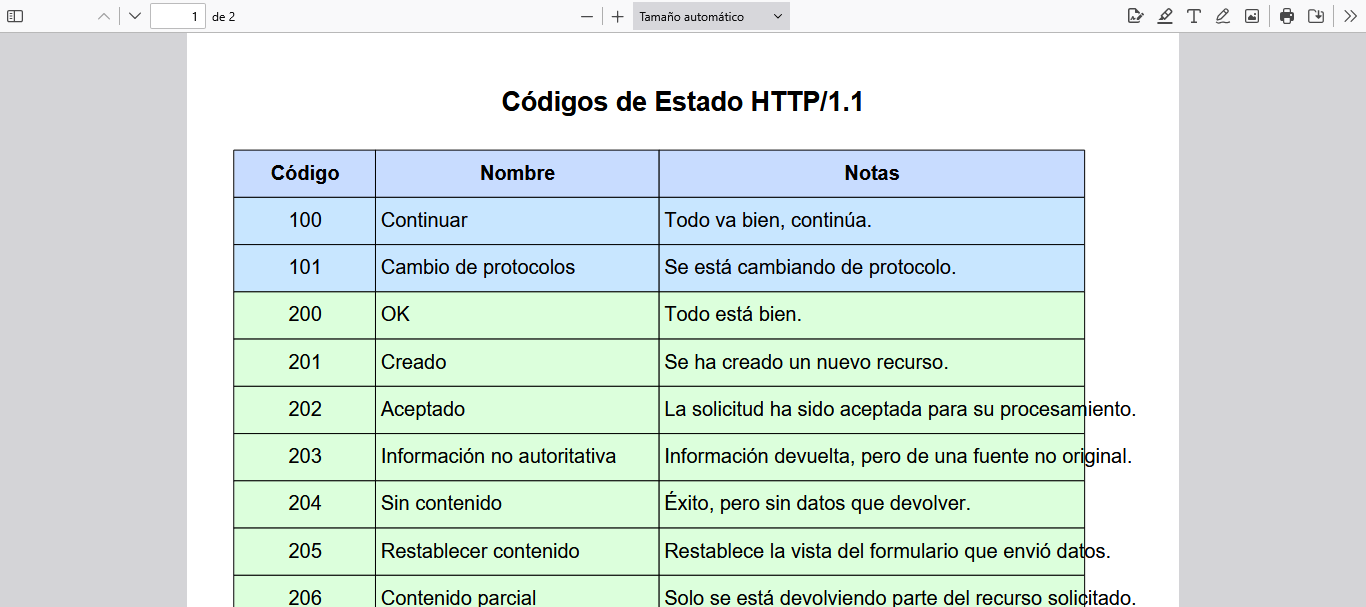 1 de 2 Tamaño automático
Códigos de Estado HTTP/1.1
Código Nombre Notas
100 Continuar Todo va bien, continúa.
101 Cambio de protocolos Se está cambiando de protocolo.
200 OK Todo está bien.
201 Creado Se ha creado un nuevo recurso.
202 Aceptado La solicitud ha sido aceptada para su procesamiento.
203 Información no autoritativa Información devuelta, pero de una fuente no original.
204 Sin contenido Éxito, pero sin datos que devolver.
205 Restablecer contenido Restablece la vista del formulario que envió datos.
206 Contenido parcial Solo se está devolviendo parte del recurso solicitado.